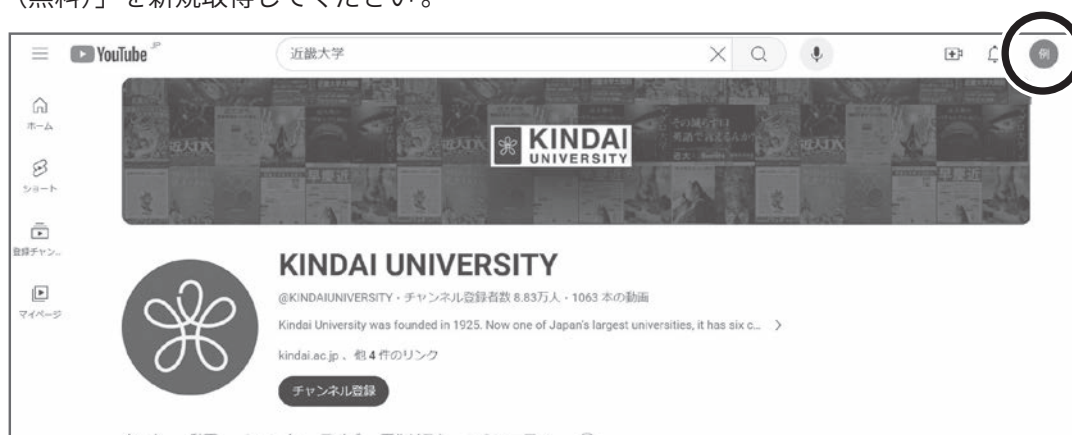 (無料)」を新規取得してください。
YouTube JP
近畿大学
例
ホーム
ショート
登録チャン...
マイページ
KINDAI
UNIVERSITY
KINDAI UNIVERSITY
@KINDAIUNIVERSITY・チャンネル登録者数 8.83万人・1063 本の動画
Kindai University was founded in 1925. Now one of Japan's largest universities, it has six c...
kindai.ac.jp 、他 4 件のリンク
チャンネル登録